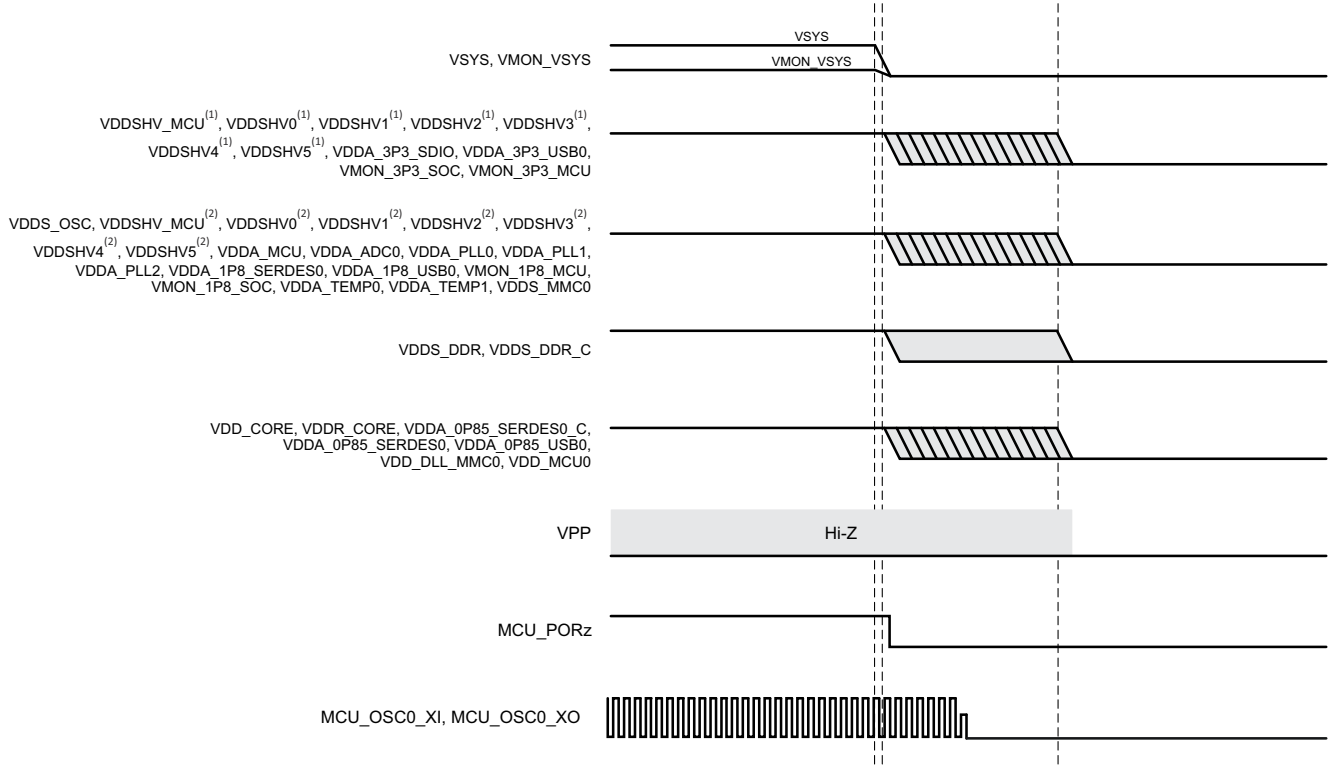 VSYS
VSYS, VMON_VSYS
VMON_VSYS
VDDSHV_MCU(1), VDDSHV0(1), VDDSHV1(1), VDDSHV2(1), VDDSHV3(1),
VDDSHV4(1), VDDSHV5(1), VDDA_3P3_SDIO, VDDA_3P3_USB0,
VMON_3P3_SOC, VMON_3P3_MCU
VDDS_OSC, VDDSHV_MCU(2), VDDSHV0(2), VDDSHV1(2), VDDSHV2(2), VDDSHV3(2),
VDDSHV4(2), VDDSHV5(2), VDDA_MCU, VDDA_ADC0, VDDA_PLL0, VDDA_PLL1,
VDDA_PLL2, VDDA_1P8_SERDES0, VDDA_1P8_USB0, VMON_1P8_MCU,
VMON_1P8_SOC, VDDA_TEMP0, VDDA_TEMP1, VDDS_MMC0
VDDS_DDR, VDDS_DDR_C
VDD_CORE, VDDR_CORE, VDDA_0P85_SERDES0_C,
VDDA_0P85_SERDES0, VDDA_0P85_USB0,
VDD_DLL_MMC0, VDD_MCU0
VPP
Hi-Z
MCU_PORz
MCU_OSC0_XI, MCU_OSC0_XO